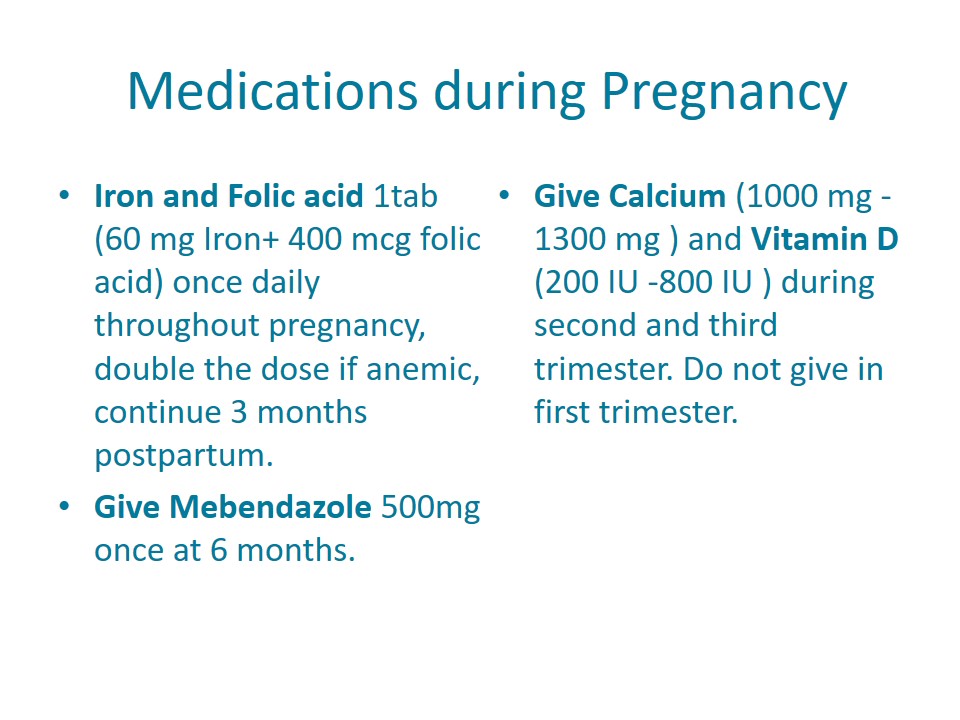 Medications during Pregnancy
• Iron and Folic acid 1tab
(60 mg Iron+ 400 mcg folic
acid) once daily
throughout pregnancy,
double the dose if anemic,
continue 3 months
postpartum.
• Give Mebendazole 500mg
once at 6 months.
• Give Calcium (1000 mg -
1300 mg ) and Vitamin D
(200 IU -800 IU ) during
second and third
trimester. Do not give in
first trimester.